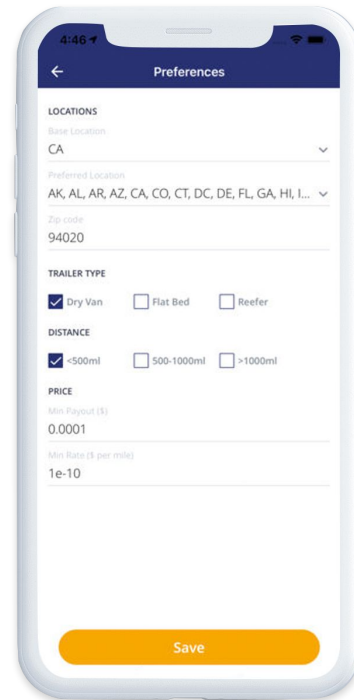 4:46
Preferences
LOCATIONS
Base Location
CA
Preferred Location
AK, AL, AR, AZ, CA, CO, CT, DC, DE, FL, GA, HI, I...
Zip code
94020
TRAILER TYPE
Dry Van Flat Bed Reefer
DISTANCE
<500ml 500-1000ml >1000ml
PRICE
Min Payout ($)
0.0001
Min Rate ($ per mile)
1e-10
Save